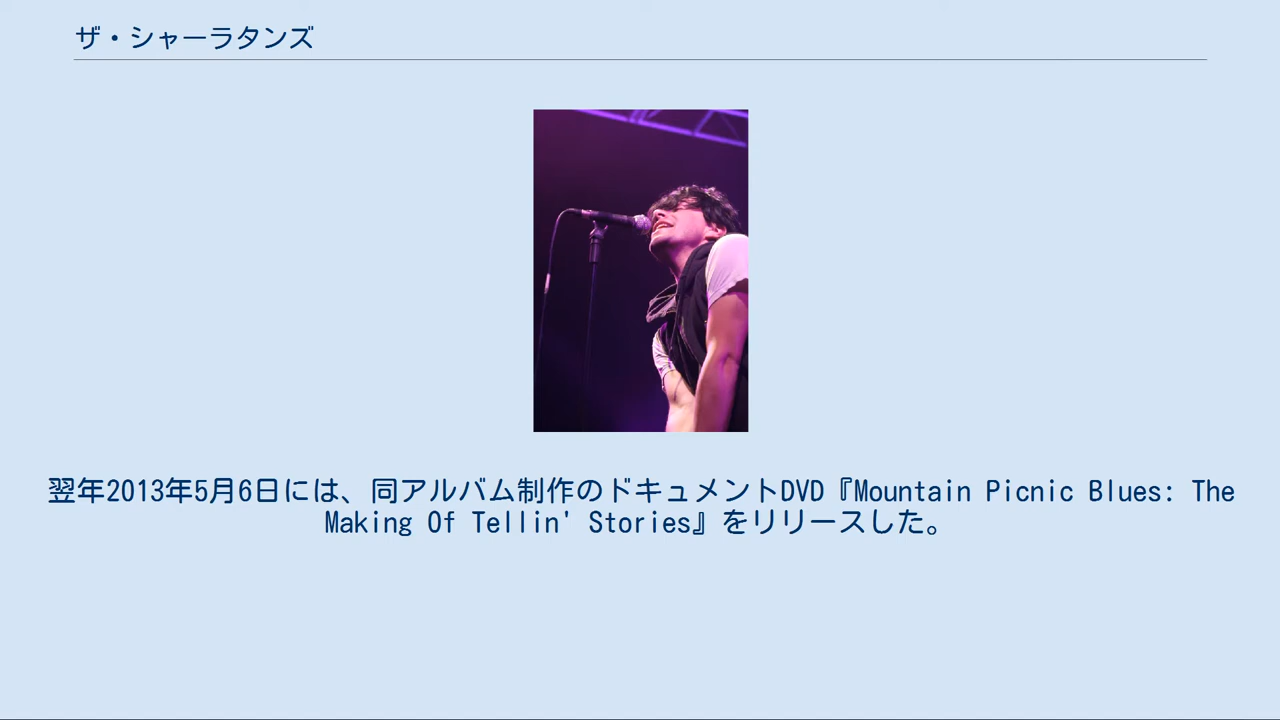 ザ・シャーラタンズ
翌年2013年5月6日には、同アルバム制作のドキュメントDVD『Mountain Picnic Blues: The
Making Of Tellin' Stories』をリリースした。